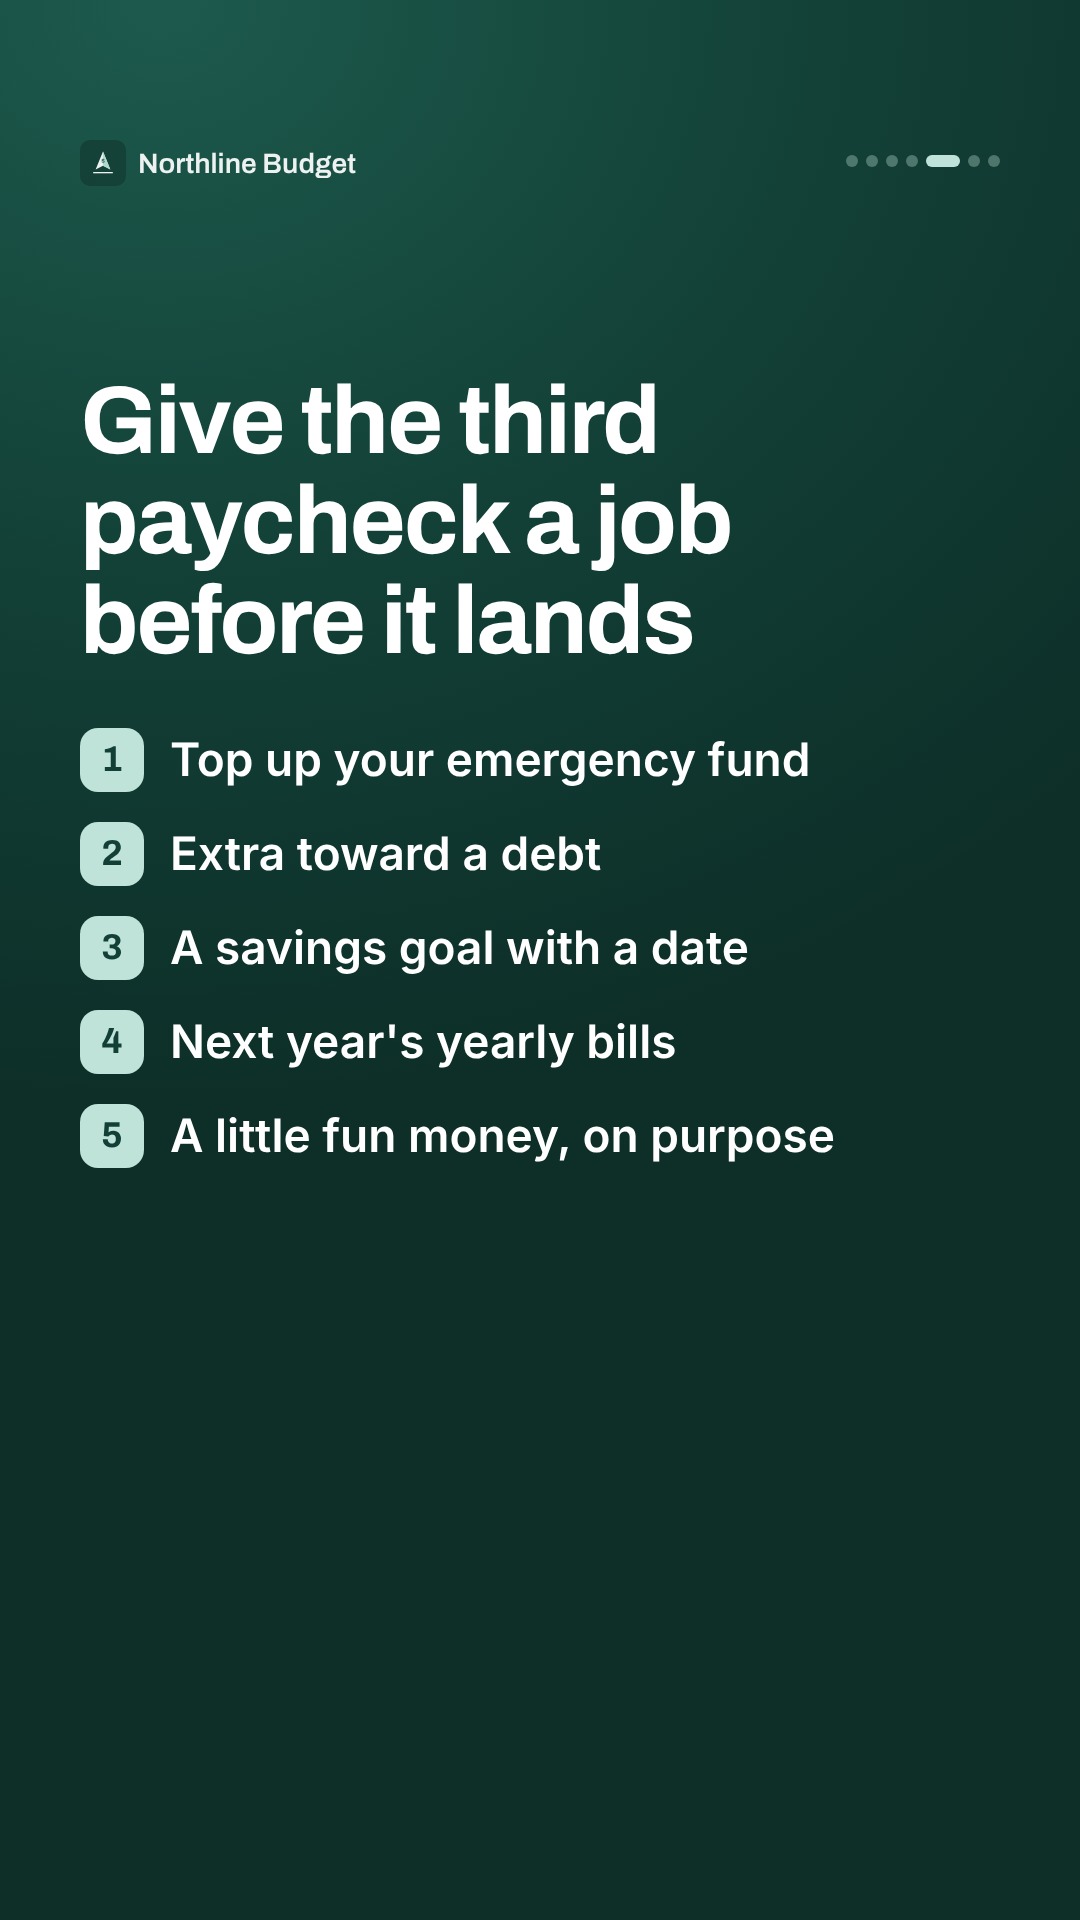 Northline Budget
Give the third
paycheck a job
before it lands
1 Top up your emergency fund
2 Extra toward a debt
3 A savings goal with a date
4 Next year's yearly bills
5 A little fun money, on purpose